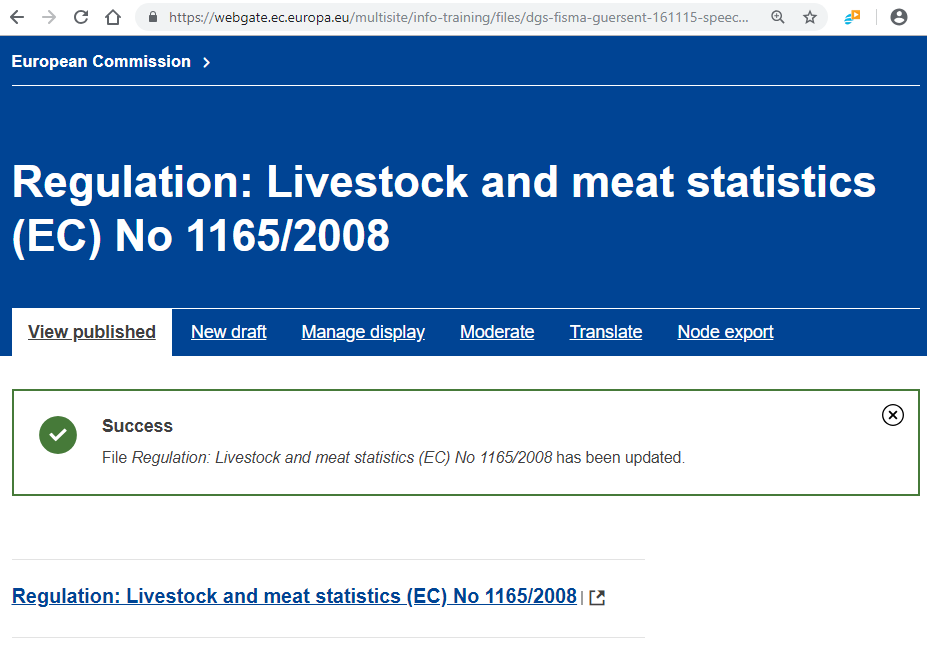 https://webgate.ec.europa.eu/multisite/info-training/files/dgs-fisma-guersent-161115-speec...
European Commission
Regulation: Livestock and meat statistics
(EC) No 1165/2008
View published New draft Manage display Moderate Translate Node export
Success
File Regulation: Livestock and meat statistics (EC) No 1165/2008 has been updated.
Regulation: Livestock and meat statistics (EC) No 1165/2008 |